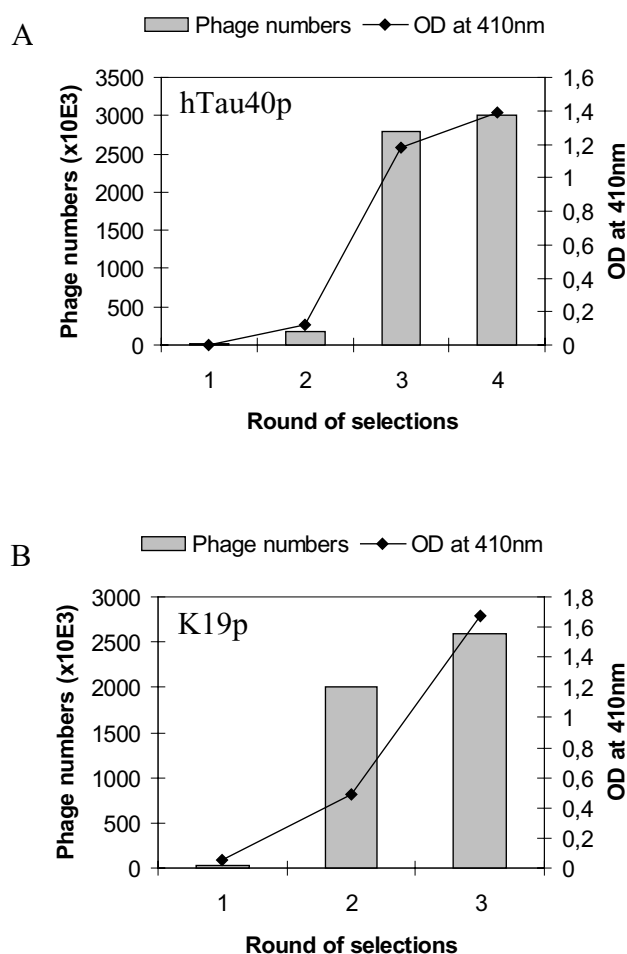 A
Phage numbers OD at 410nm
hTau40p
Phage numbers (x10E3)
3500
3000
2500
2000
1500
1000
500
0
1,6
1,4
1,2
1
0,8
0,6
0,4
0,2
0
OD at 410nm
1 2 3 4
Round of selections
B
Phage numbers OD at 410nm
K19p
Phage numbers (x10E3)
3000
2500
2000
1500
1000
500
0
1,8
1,6
1,4
1,2
1
0,8
0,6
0,4
0,2
0
OD at 410nm
1 2 3
Round of selections